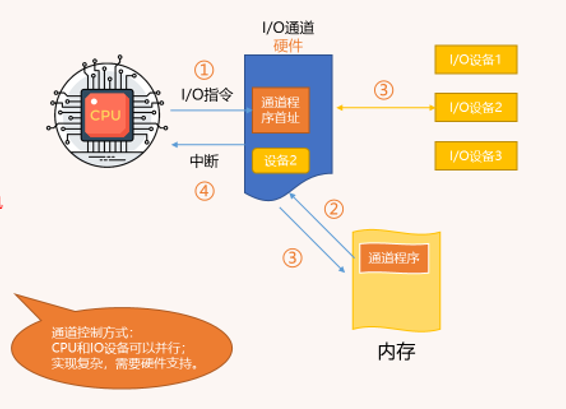 I/O通道
硬件
①
I/O指令
CPU
通道程
序首址
设备2
中断
④
③
I/O设备1
I/O设备2
I/O设备3
②
③
通道程序
内存
通道控制方式：
CPU和IO设备可以并行；
实现复杂，需要硬件支持。